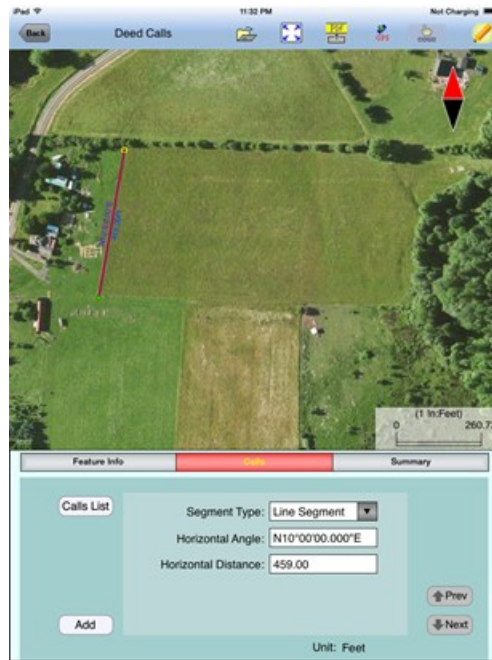 iPad 11:32 PM Not Charging
Back Deed Calls PDF GPS
(1 In:Feet)
0 260.7
Feature Info Calls Summary
Calls List
Segment Type: Line Segment
Horizontal Angle: N10°00'00.000"E
Horizontal Distance: 459.00
Prev
Add Next
Unit: Feet